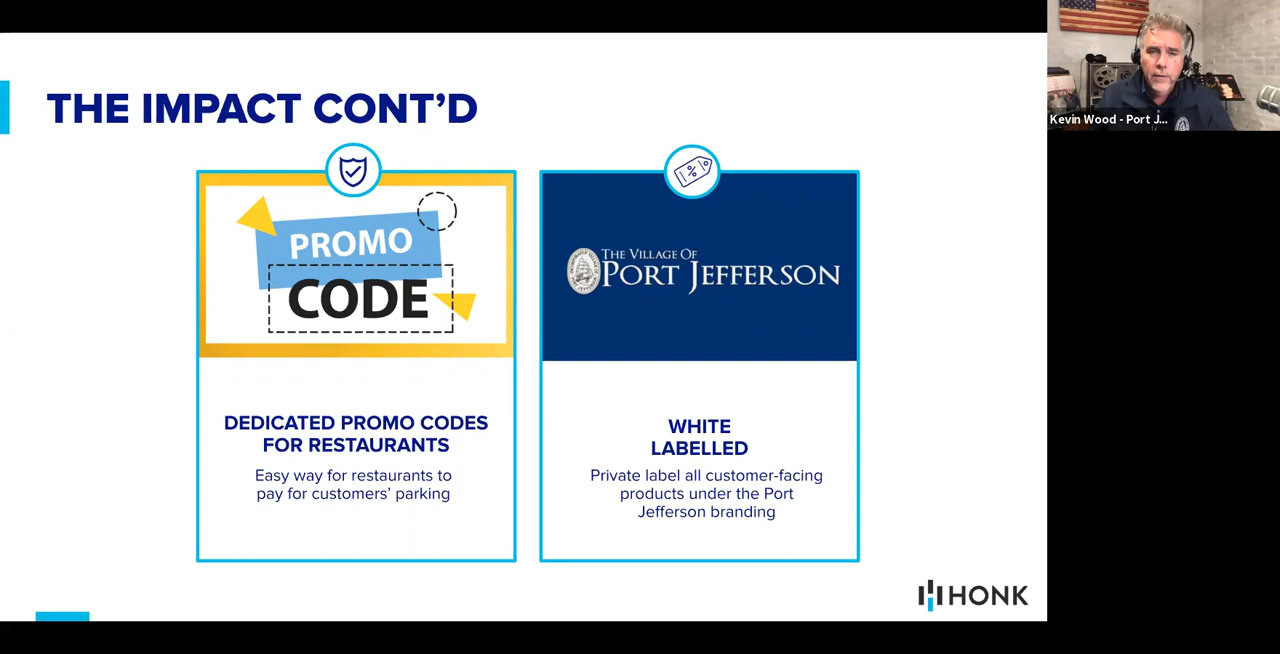 THE IMPACT CONT’D
Kevin Wood - Port J...
PROMO
CODE
THE VILLAGE OF
PORT JEFFERSON
DEDICATED PROMO CODES
FOR RESTAURANTS
Easy way for restaurants to
pay for customers’ parking
WHITE
LABELLED
Private label all customer-facing
products under the Port
Jefferson branding
HONK